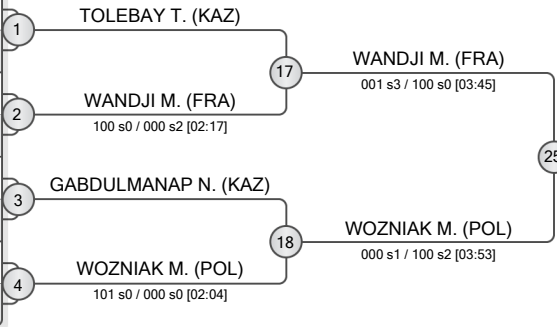 TOLEBAY T. (KAZ)
1
WANDJI M. (FRA)
17
001 s3 / 100 s0 [03:45]
WANDJI M. (FRA)
2
100 s0 / 000 s2 [02:17]
25
GABDULMANAP N. (KAZ)
3
WOZNIAK M. (POL)
18
000 s1 / 100 s2 [03:53]
WOZNIAK M. (POL)
4
101 s0 / 000 s0 [02:04]